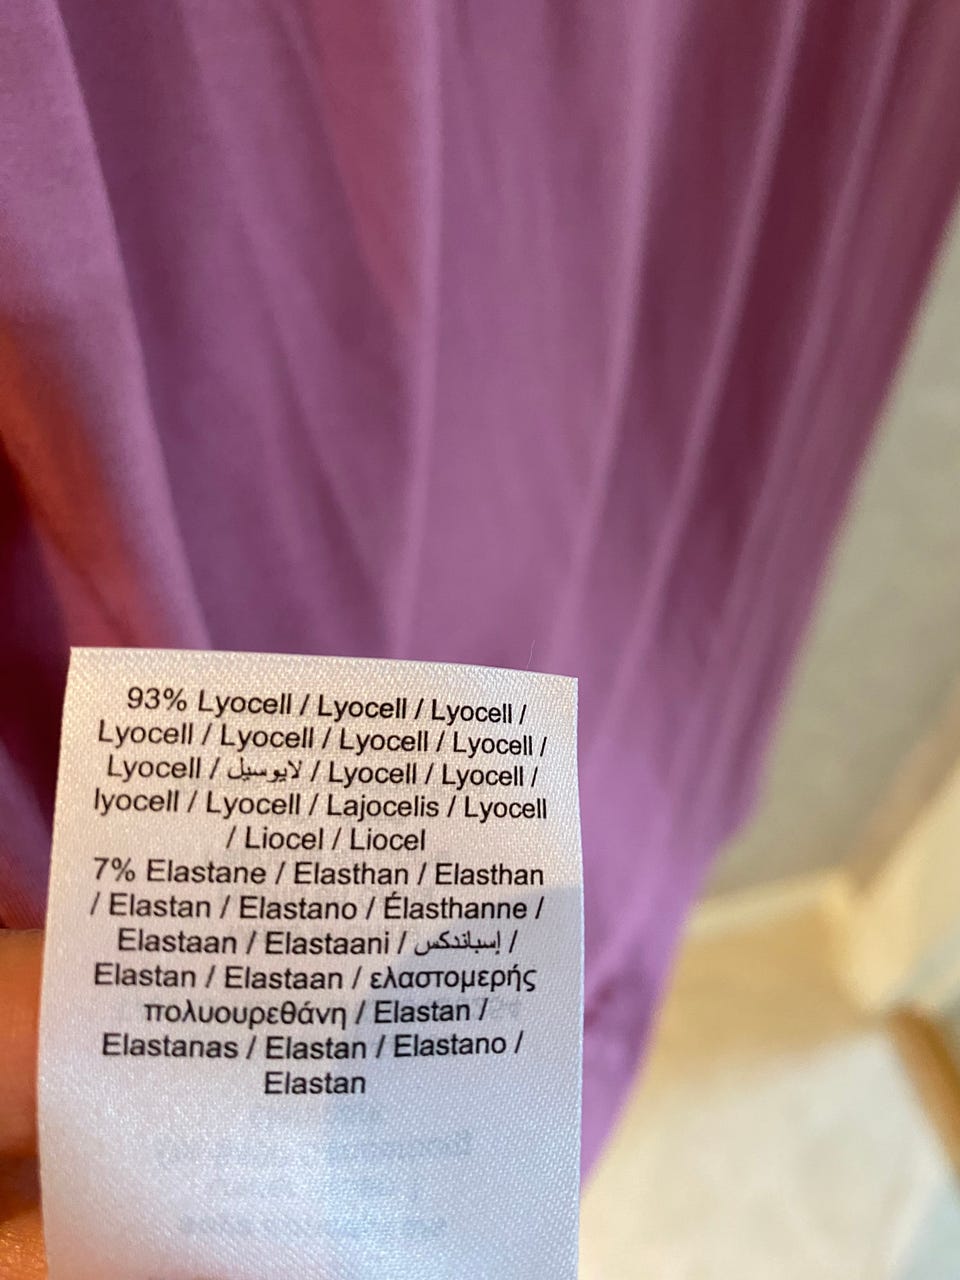 93% Lyocell / Lyocell / Lyocell /
Lyocell / Lyocell / Lyocell / Lyocell /
Lyocell / لايوسيل / Lyocell / Lyocell /
lyocell / Lyocell / Lajocelis / Lyocell
/ Liocel / Liocel
7% Elastane / Elasthan / Elasthan
/ Elastan / Elastano / Élasthanne /
Elastaan / Elastaani / إسباندكس /
Elastan / Elastaan / ελαστομερής
πολυουρεθάνη / Elastan /
Elastanas / Elastan / Elastano /
Elastan